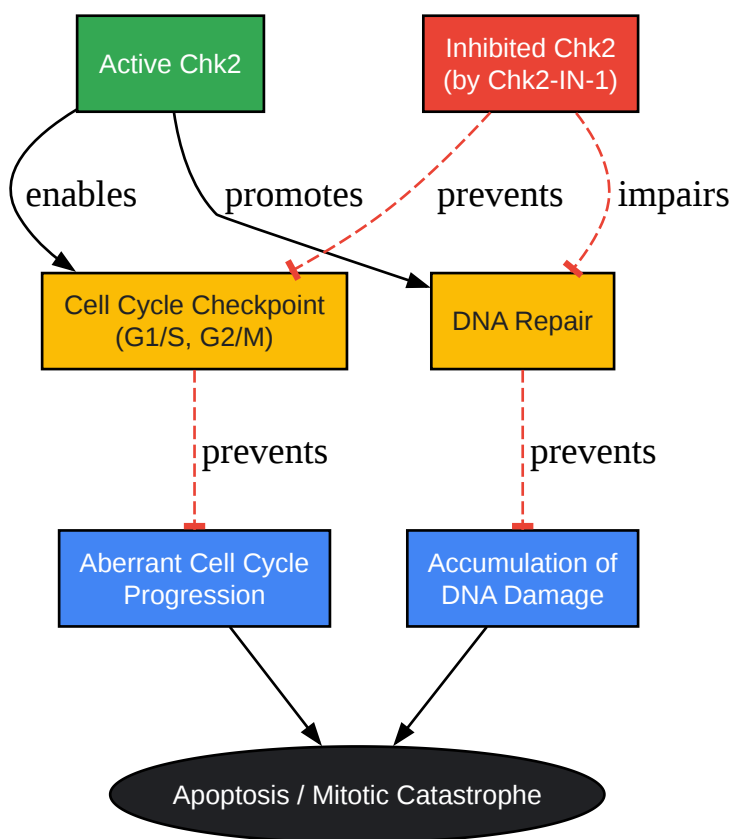 Active Chk2
Inhibited Chk2
(by Chk2-IN-1)
enables
promotes
prevents
impairs
Cell Cycle Checkpoint
(G1/S, G2/M)
DNA Repair
prevents
prevents
Aberrant Cell Cycle
Progression
Accumulation of
DNA Damage
Apoptosis / Mitotic Catastrophe